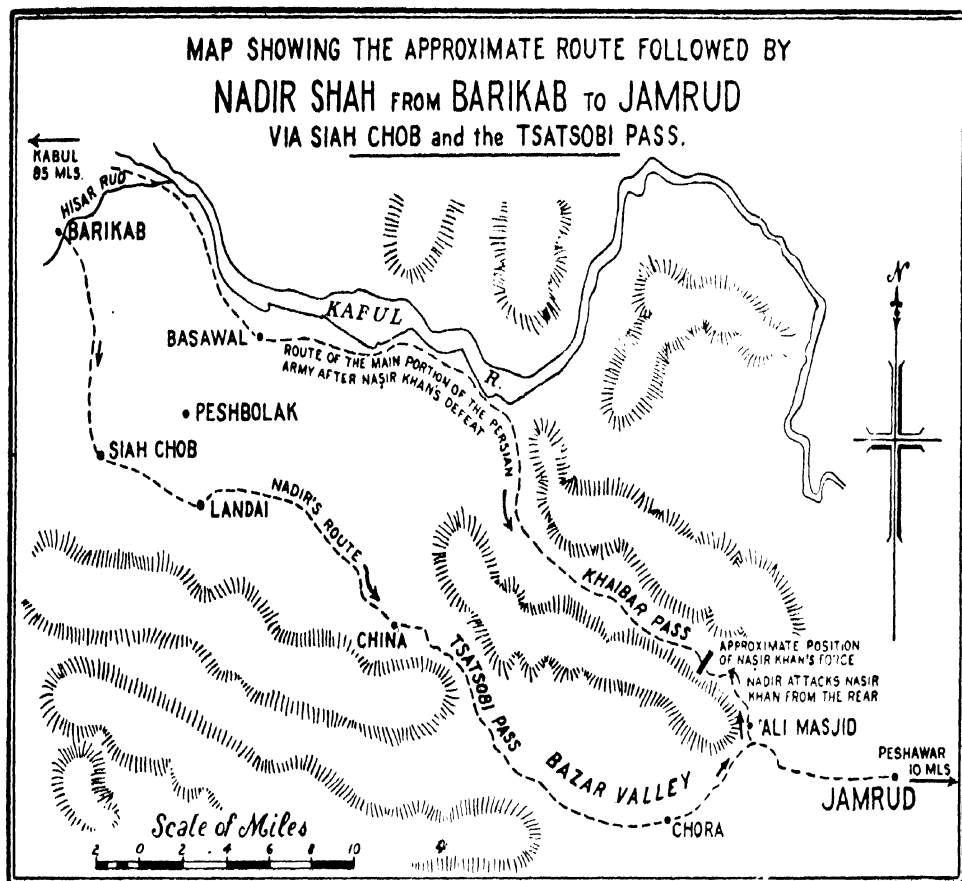 MAP SHOWING THE APPROXIMATE ROUTE FOLLOWED BY
NADIR SHAH FROM BARIKAB TO JAMRUD
VIA SIAH CHOB and the TSATSOBI PASS.
KABUL
85 MLS.
HISAR RUD
BARIKAB
KAFUL
R.
BASAWAL
ROUTE OF THE MAIN PORTION OF THE PERSIAN
ARMY AFTER NAṢIR KHAN'S DEFEAT
N
PESHBOLAK
SIAH CHOB
LANDAI
NADIR'S ROUTE
KHAIBAR PASS
CHINA
TSATSOBI PASS
APPROXIMATE POSITION
OF NAṢIR KHAN'S FORCE
NADIR ATTACKS NASIR
KHAN FROM THE REAR
'ALI MASJID
BAZAR VALLEY
PESHAWAR
10 MLS
JAMRUD
CHORA
Scale of Miles
2 0 2 4 6 8 10